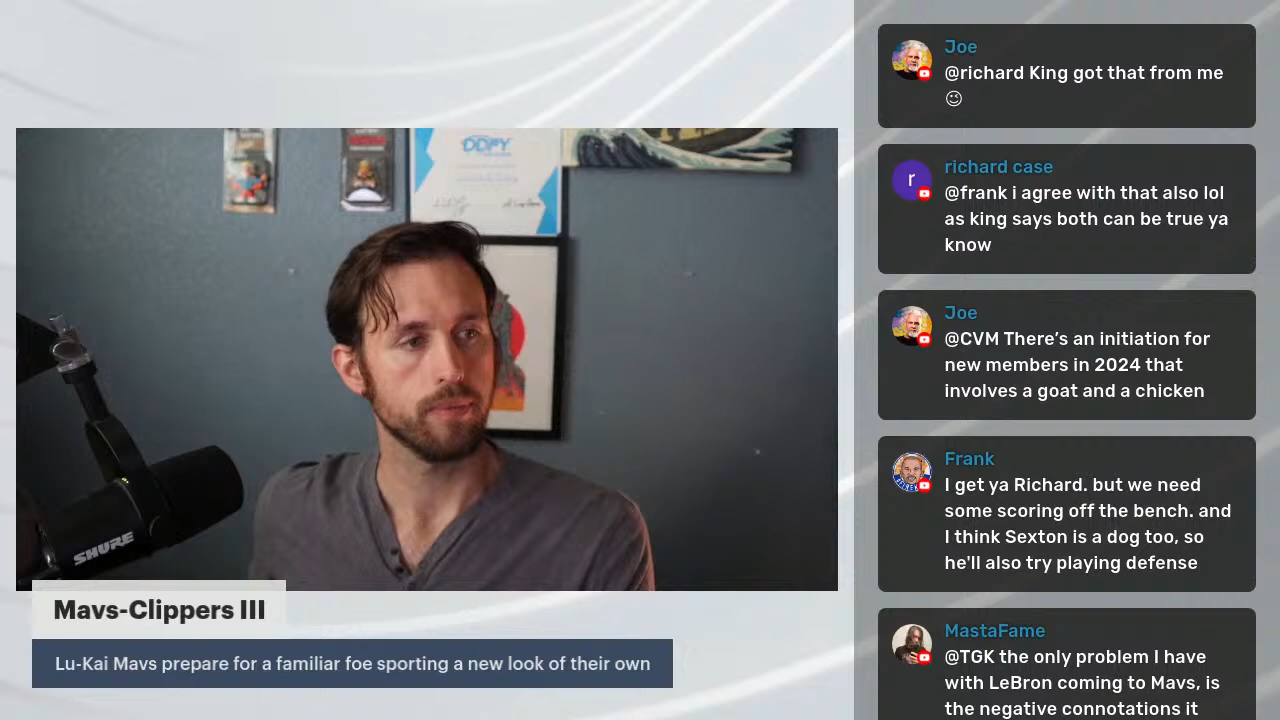 Joe
@richard King got that from me
😉
richard case
r
@frank i agree with that also lol
as king says both can be true ya
know
Joe
@CVM There's an initiation for
new members in 2024 that
involves a goat and a chicken
Frank
I get ya Richard. but we need
some scoring off the bench. and
I think Sexton is a dog too, so
he'll also try playing defense
MastaFame
@TGK the only problem I have
with LeBron coming to Mavs, is
the negative connotations it
DDPY
SHURE
Mavs-Clippers III
Lu-Kai Mavs prepare for a familiar foe sporting a new look of their own